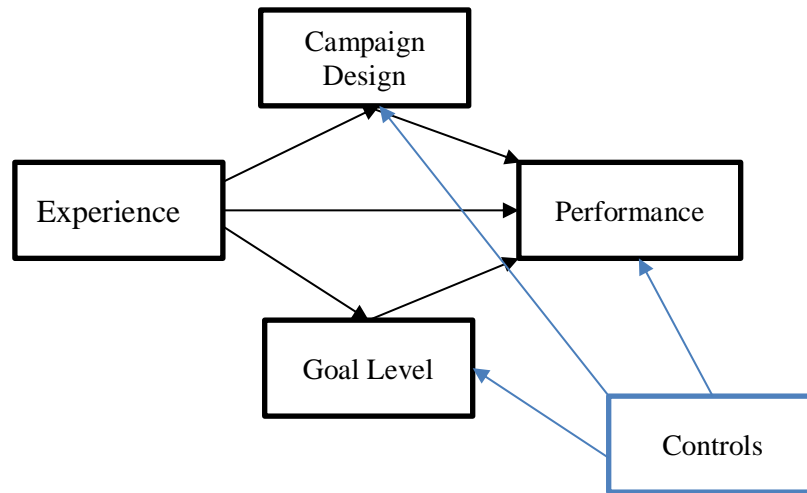 Campaign
Design
Experience
Performance
Goal Level
Controls